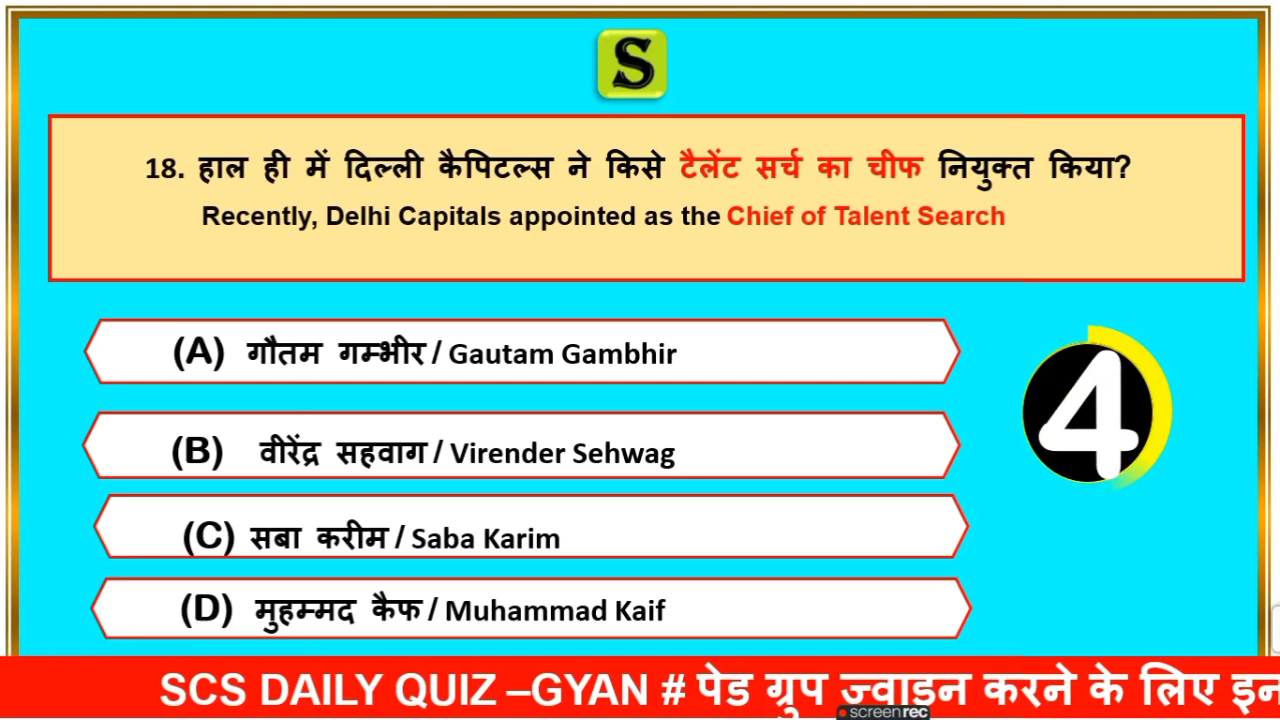 S
18. हाल ही में दिल्ली कैपिटल्स ने किसे टैलेंट सर्च का चीफ नियुक्त किया?
Recently, Delhi Capitals appointed as the Chief of Talent Search
(A) गौतम गम्भीर / Gautam Gambhir
4
(B) वीरेंद्र सहवाग / Virender Sehwag
(C) सबा करीम / Saba Karim
(D) मुहम्मद कैफ / Muhammad Kaif
SCS DAILY QUIZ –GYAN # पेड ग्रुप ज्वाइन करने के लिए इन
screenrec